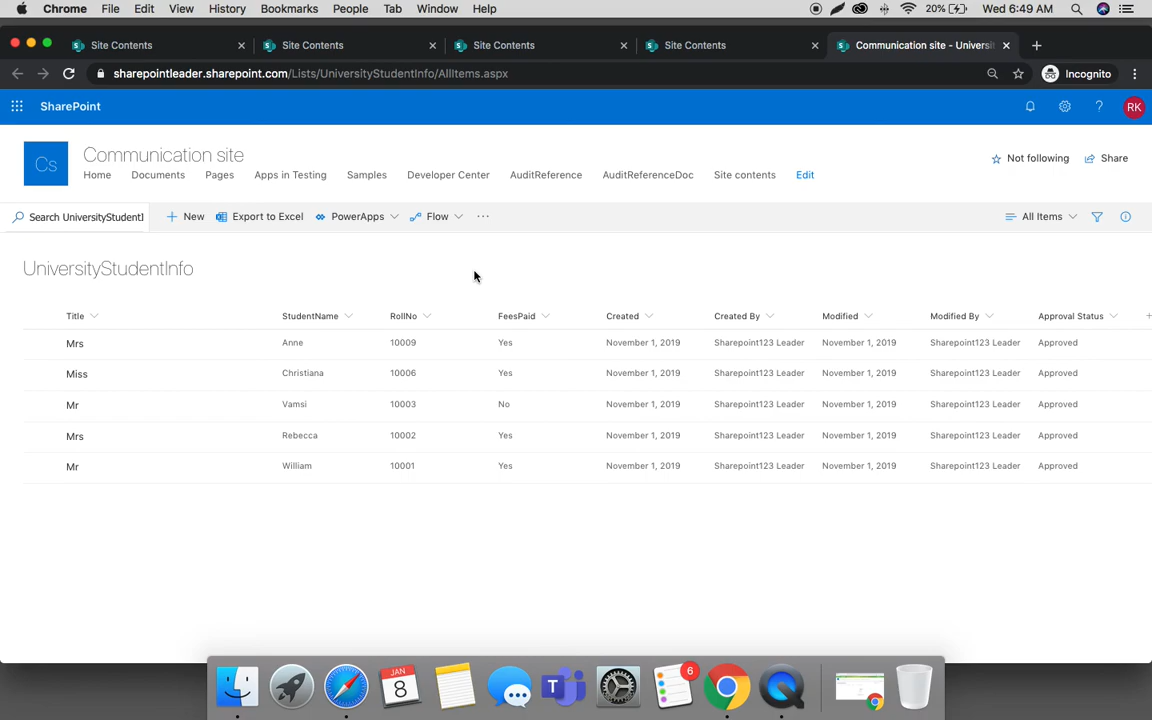 Chrome File Edit View History Bookmarks People Tab Window Help 20% Wed 6:49 AM
Site Contents Site Contents Site Contents Site Contents Communication site - Universi
sharepointleader.sharepoint.com/Lists/UniversityStudentInfo/AllItems.aspx Incognito
SharePoint ? RK
Cs Communication site Not following Share
Home Documents Pages Apps in Testing Samples Developer Center AuditReference AuditReferenceDoc Site contents Edit
Search UniversityStudentI + New Export to Excel PowerApps Flow ... All Items
UniversityStudentInfo
Title StudentName RollNo FeesPaid Created Created By Modified Modified By Approval Status +
Mrs Anne 10009 Yes November 1, 2019 Sharepoint123 Leader November 1, 2019 Sharepoint123 Leader Approved
Miss Christiana 10006 Yes November 1, 2019 Sharepoint123 Leader November 1, 2019 Sharepoint123 Leader Approved
Mr Vamsi 10003 No November 1, 2019 Sharepoint123 Leader November 1, 2019 Sharepoint123 Leader Approved
Mrs Rebecca 10002 Yes November 1, 2019 Sharepoint123 Leader November 1, 2019 Sharepoint123 Leader Approved
Mr William 10001 Yes November 1, 2019 Sharepoint123 Leader November 1, 2019 Sharepoint123 Leader Approved
JAN
8 T 6